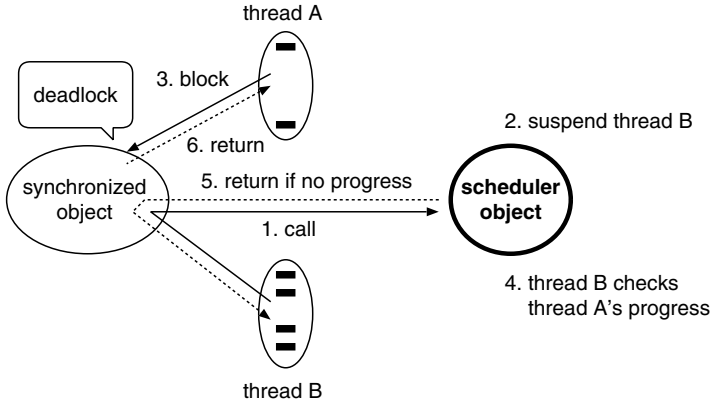 thread A
3. block
deadlock
2. suspend thread B
6. return
synchronized
object
5. return if no progress
scheduler
object
1. call
4. thread B checks
thread A's progress
thread B